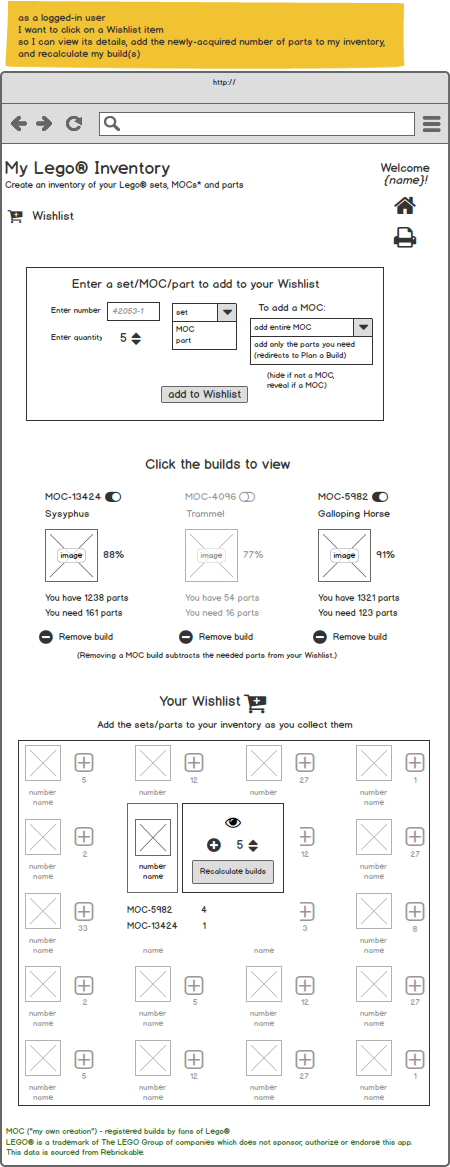 as a logged-in user
I want to click on a Wishlist item
so I can view its details, add the newly-acquired number of parts to my inventory,
and recalculate my build(s)
http://
My Lego® Inventory
Create an inventory of your Lego® sets, MOCs* and parts
Welcome
{name}!
Wishlist
Enter a set/MOC/part to add to your Wishlist
Enter number 42053-1 set
MOC
part
Enter quantity 5
To add a MOC:
add entire MOC
add only the parts you need
(redirects to Plan a Build)
(hide if not a MOC,
reveal if a MOC)
add to Wishlist
Click the builds to view
MOC-13424 MOC-4096 MOC-5982
Sysyphus Trammel Galloping Horse
image 88% image 77% image 91%
You have 1238 parts You have 54 parts You have 1321 parts
You need 161 parts You need 16 parts You need 123 parts
Remove build Remove build Remove build
(Removing a MOC build subtracts the needed parts from your Wishlist.)
Your Wishlist
Add the sets/parts to your inventory as you collect them
5 12 27 1
number number number number
name name
2 5 12 27
number number number
name name name
Recalculate builds
MOC-5982 4
MOC-13424 1
33 3 8
number number
name name name name
2 5 12 27
number number number number
name name name name
5 12 27 1
number number number number
name name name name
MOC ("my own creation") - registered builds by fans of Lego®
LEGO® is a trademark of The LEGO Group of companies which does not sponsor, authorize or endorse this app.
This data is sourced from Rebrickable.